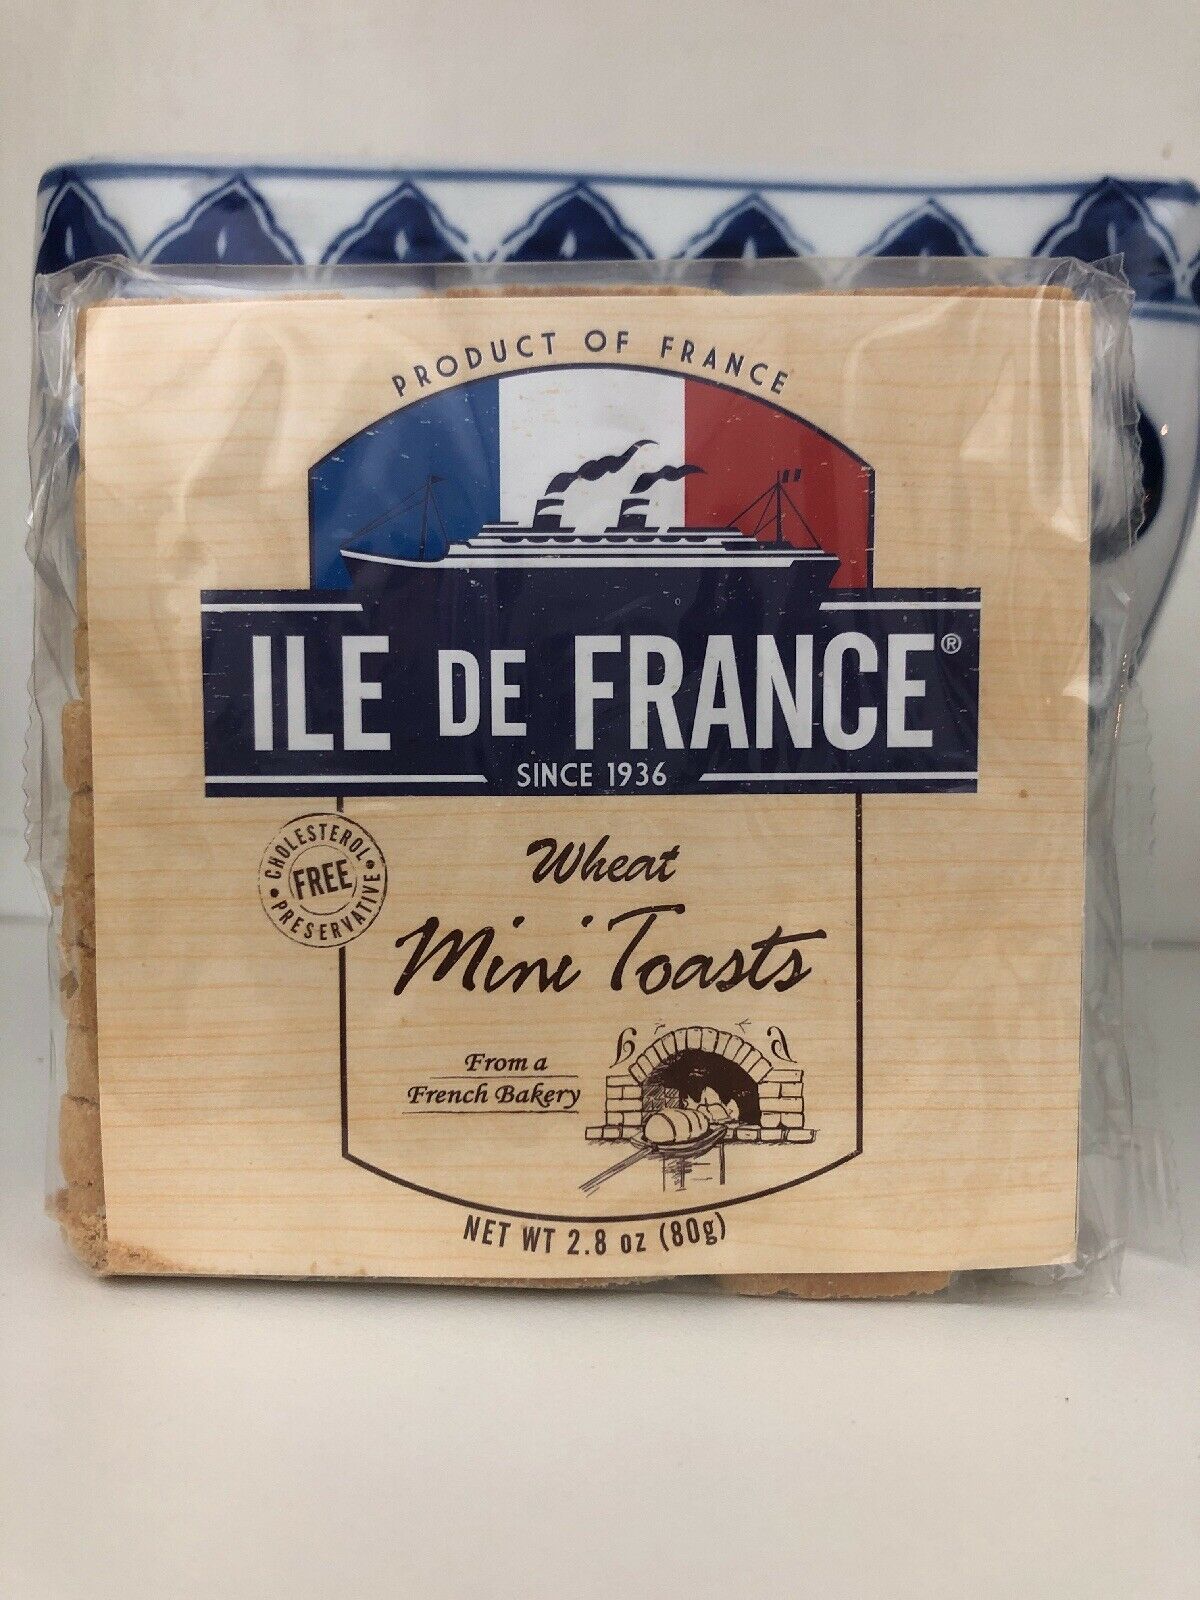 PRODUCT OF FRANCE
ILE DE FRANCE®
SINCE 1936
CHOLESTEROL
FREE
PRESERVATIVE
Wheat
Mini Toasts
From a
French Bakery
NET WT 2.8 oz (80g)